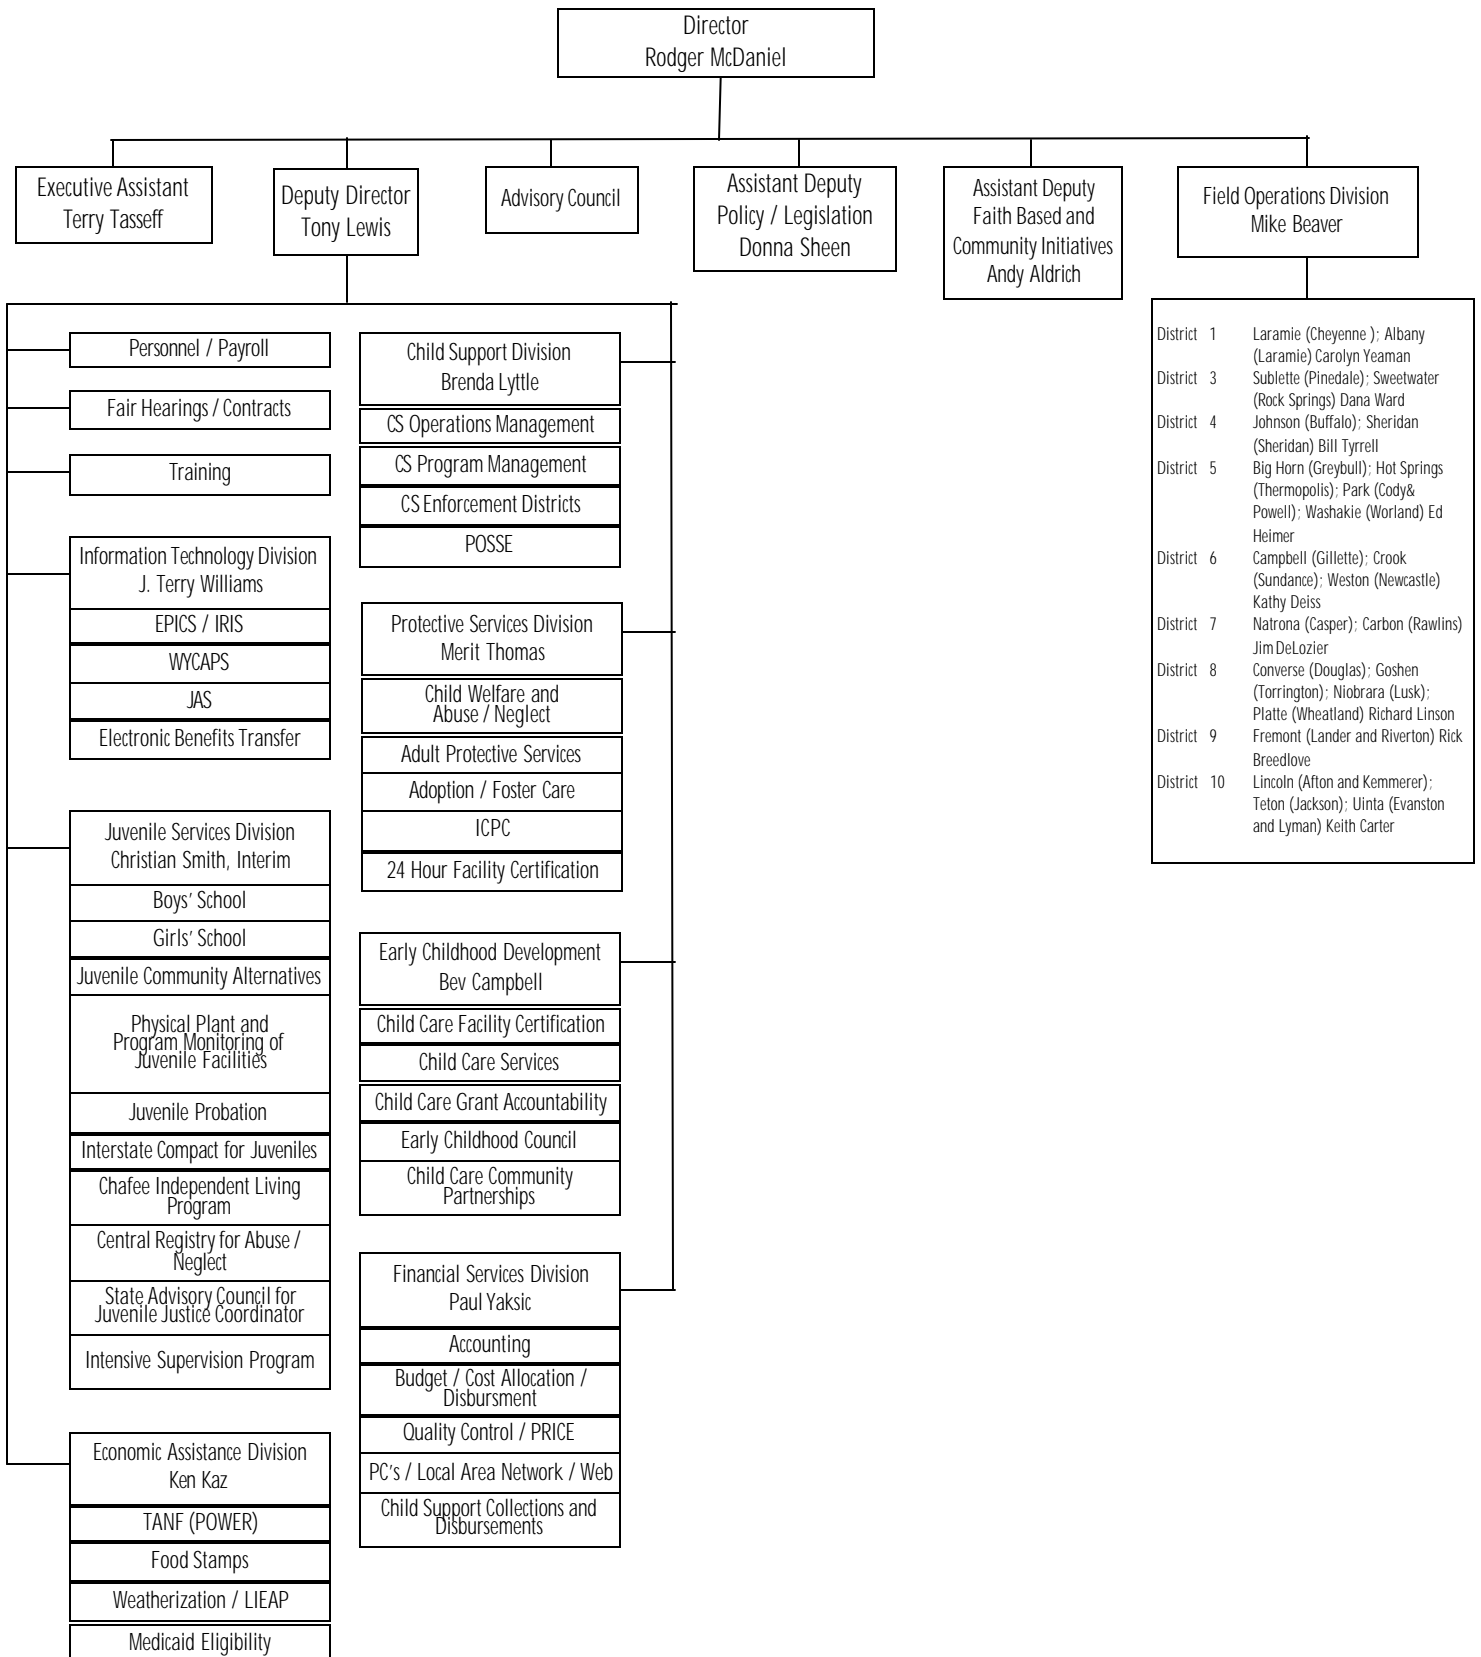 Director
Rodger McDaniel
Executive Assistant
Terry Tasseff
Deputy Director
Tony Lewis
Advisory Council
Assistant Deputy
Policy / Legislation
Donna Sheen
Assistant Deputy
Faith Based and
Community Initiatives
Andy Aldrich
Field Operations Division
Mike Beaver
Personnel / Payroll
Fair Hearings / Contracts
Training
Information Technology Division
J. Terry Williams
EPICS / IRIS
WYCAPS
JAS
Electronic Benefits Transfer
Juvenile Services Division
Christian Smith, Interim
Boys' School
Girls' School
Juvenile Community Alternatives
Physical Plant and
Program Monitoring of
Juvenile Facilities
Juvenile Probation
Interstate Compact for Juveniles
Chafee Independent Living
Program
Central Registry for Abuse /
Neglect
State Advisory Council for
Juvenile Justice Coordinator
Intensive Supervision Program
Economic Assistance Division
Ken Kaz
TANF (POWER)
Food Stamps
Weatherization / LIEAP
Medicaid Eligibility
Child Support Division
Brenda Lyttle
CS Operations Management
CS Program Management
CS Enforcement Districts
POSSE
Protective Services Division
Merit Thomas
Child Welfare and
Abuse / Neglect
Adult Protective Services
Adoption / Foster Care
ICPC
24 Hour Facility Certification
Early Childhood Development
Bev Campbell
Child Care Facility Certification
Child Care Services
Child Care Grant Accountability
Early Childhood Council
Child Care Community
Partnerships
Financial Services Division
Paul Yaksic
Accounting
Budget / Cost Allocation /
Disbursment
Quality Control / PRICE
PC's / Local Area Network / Web
Child Support Collections and
Disbursements
District 1 Laramie (Cheyenne ); Albany
(Laramie) Carolyn Yeaman
District 3 Sublette (Pinedale); Sweetwater
(Rock Springs) Dana Ward
District 4 Johnson (Buffalo); Sheridan
(Sheridan) Bill Tyrrell
District 5 Big Horn (Greybull); Hot Springs
(Thermopolis); Park (Cody&
Powell); Washakie (Worland) Ed
Heimer
District 6 Campbell (Gillette); Crook
(Sundance); Weston (Newcastle)
Kathy Deiss
District 7 Natrona (Casper); Carbon (Rawlins)
Jim DeLozier
District 8 Converse (Douglas); Goshen
(Torrington); Niobrara (Lusk);
Platte (Wheatland) Richard Linson
District 9 Fremont (Lander and Riverton) Rick
Breedlove
District 10 Lincoln (Afton and Kemmerer);
Teton (Jackson); Uinta (Evanston
and Lyman) Keith Carter